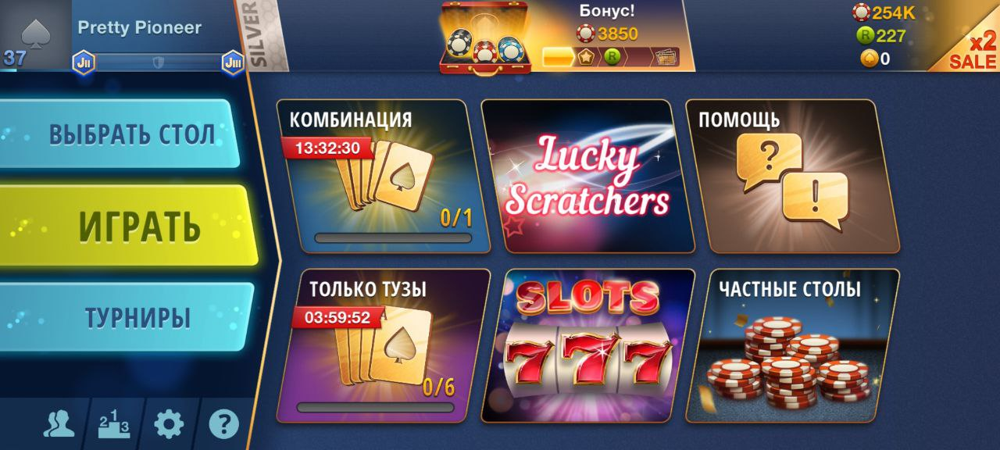 Pretty Pioneer
37
JII
JIII
SILVER
Бонус!
3850
R
254K
R 227
0
x2
SALE
ВЫБРАТЬ СТОЛ
ИГРАТЬ
ТУРНИРЫ
КОМБИНАЦИЯ
13:32:30
0/1
Lucky
Scratchers
ПОМОЩЬ
?
!
ТОЛЬКО ТУЗЫ
03:59:52
A
0/6
SLOTS
777
ЧАСТНЫЕ СТОЛЫ
2 1 3
?